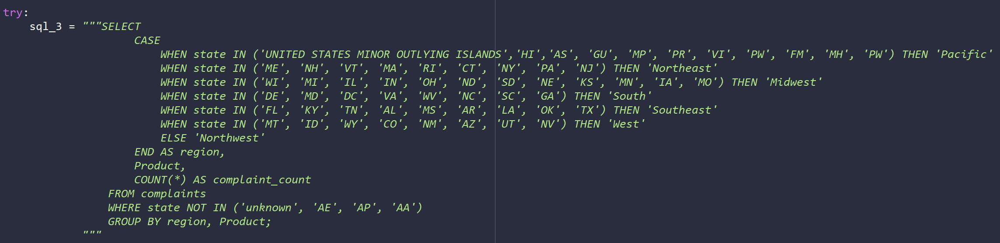 try:
    sql_3 = """SELECT
                    CASE
                        WHEN state IN ('UNITED STATES MINOR OUTLYING ISLANDS','HI','AS', 'GU', 'MP', 'PR', 'VI', 'PW', 'FM', 'MH', 'PW') THEN 'Pacific'
                        WHEN state IN ('ME', 'NH', 'VT', 'MA', 'RI', 'CT', 'NY', 'PA', 'NJ') THEN 'Northeast'
                        WHEN state IN ('WI', 'MI', 'IL', 'IN', 'OH', 'ND', 'SD', 'NE', 'KS', 'MN', 'IA', 'MO') THEN 'Midwest'
                        WHEN state IN ('DE', 'MD', 'DC', 'VA', 'WV', 'NC', 'SC', 'GA') THEN 'South'
                        WHEN state IN ('FL', 'KY', 'TN', 'AL', 'MS', 'AR', 'LA', 'OK', 'TX') THEN 'Southeast'
                        WHEN state IN ('MT', 'ID', 'WY', 'CO', 'NM', 'AZ', 'UT', 'NV') THEN 'West'
                        ELSE 'Northwest'
                    END AS region,
                    Product,
                    COUNT(*) AS complaint_count
                FROM complaints
                WHERE state NOT IN ('unknown', 'AE', 'AP', 'AA')
                GROUP BY region, Product;
            """